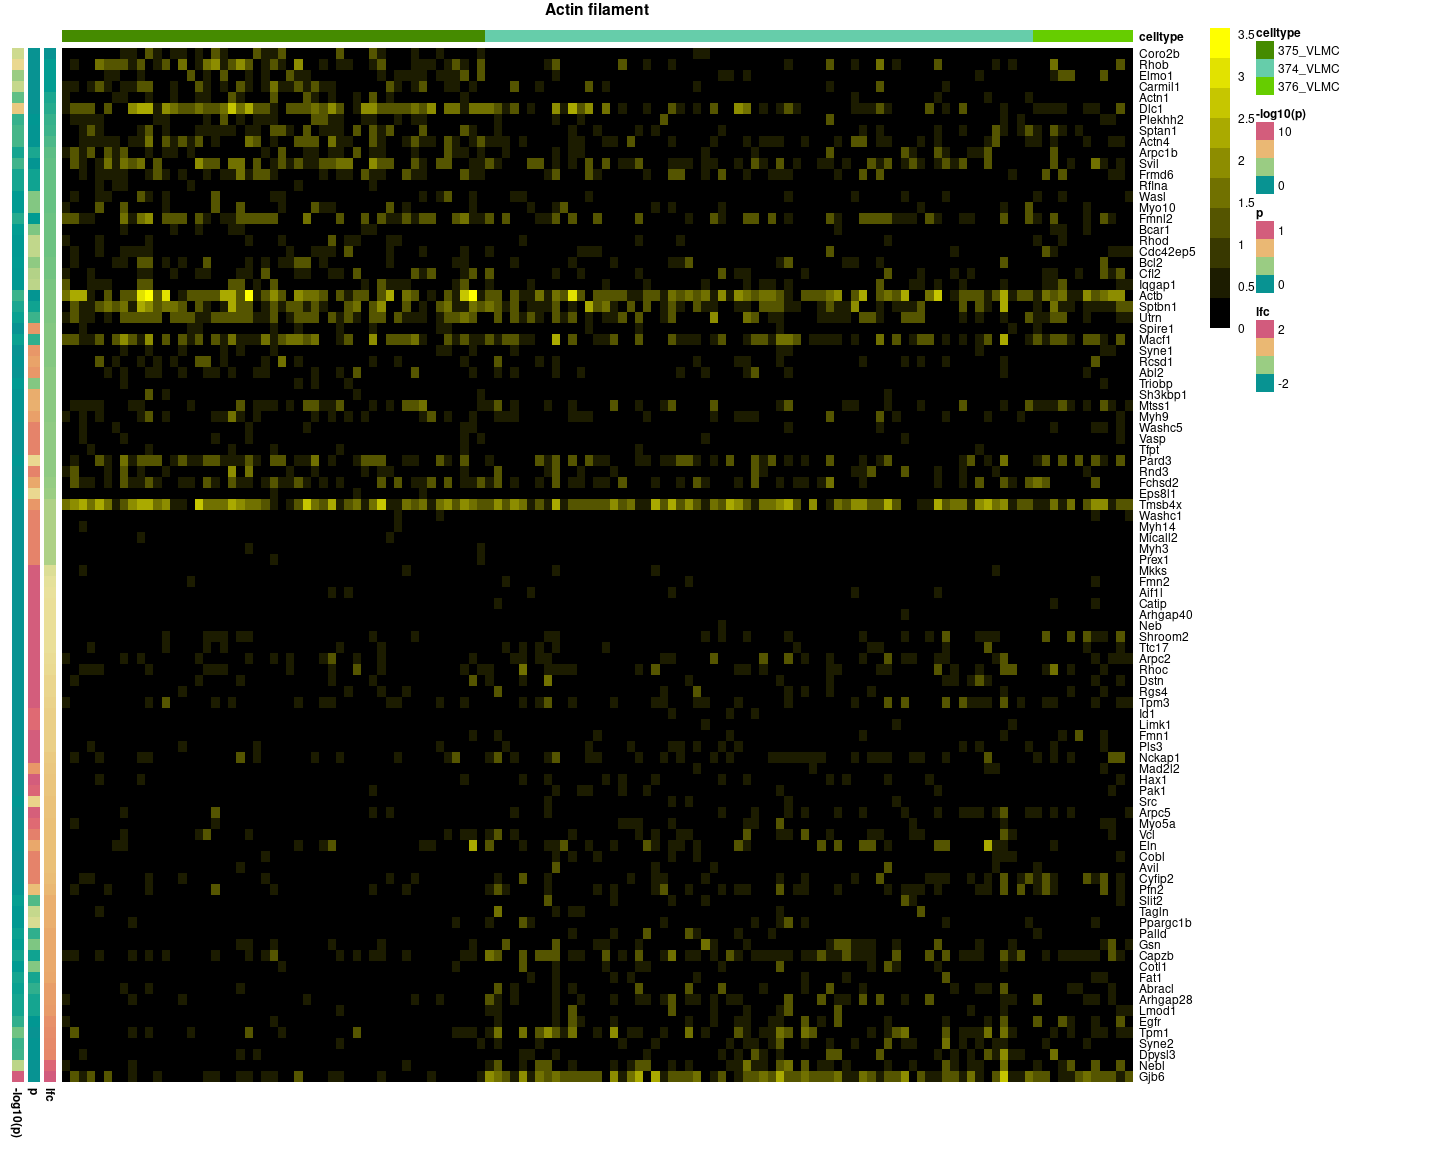 Actin filament
celltype
Coro2b
Rhob
Elmo1
Carmil1
Actn1
Dlc1
Plekhh2
Sptan1
Actn4
Arpc1b
Svil
Frmd6
Rflna
Wasl
Myo10
Fmnl2
Bcar1
Rhod
Cdc42ep5
Bcl2
Cfl2
Iqgap1
Actb
Sptbn1
Utrn
Spire1
Macf1
Syne1
Rcsd1
Abl2
Triobp
Sh3kbp1
Mtss1
Myh9
Washc5
Vasp
Tfpt
Pard3
Rnd3
Fchsd2
Eps8l1
Tmsb4x
Washc1
Myh14
Micall2
Myh3
Prex1
Mkks
Fmn2
Aif1l
Catip
Arhgap40
Neb
Shroom2
Ttc17
Arpc2
Rhoc
Dstn
Rgs4
Tpm3
Id1
Limk1
Fmn1
Pls3
Nckap1
Mad2l2
Hax1
Pak1
Src
Arpc5
Myo5a
Vcl
Eln
Cobl
Avil
Cyfip2
Pfn2
Slit2
Tagln
Ppargc1b
Palld
Gsn
Capzb
Cotl1
Fat1
Abracl
Arhgap28
Lmod1
Egfr
Tpm1
Syne2
Dpysl3
Nebl
Gjb6
3.5
3
2.5
2
1.5
1
0.5
0
celltype
375_VLMC
374_VLMC
376_VLMC
-log10(p)
10
0
p
1
0
lfc
2
-2
-log10(p)
p
lfc